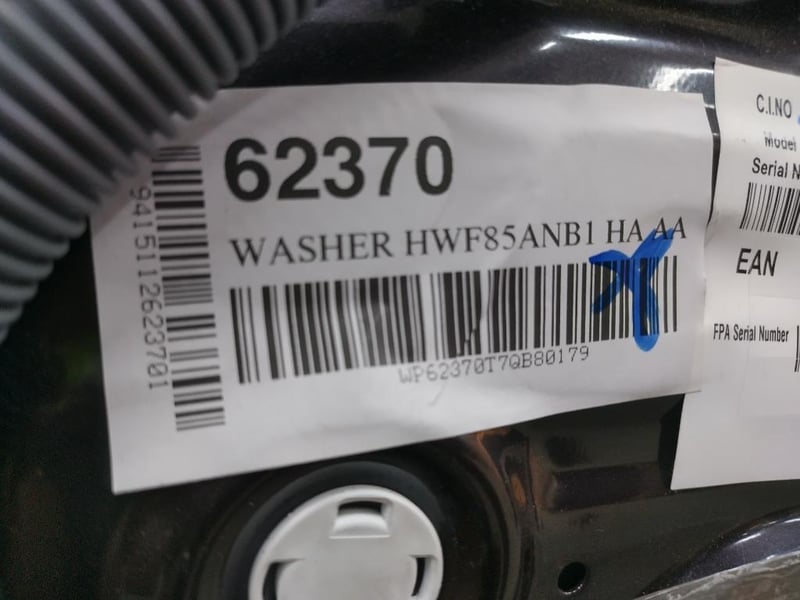 62370
WASHER HWF85ANB1 HA AA
WP62370T7QB80179
9415112623701
C.I.NO
Model
Serial N
EAN
FPA Serial Number